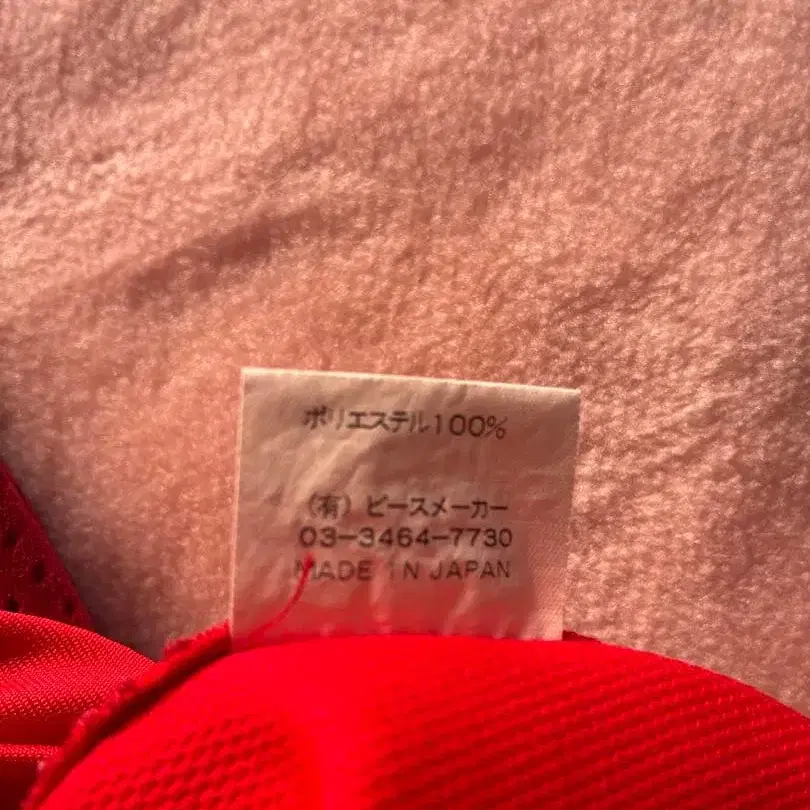 ポリエステル100%
(有)ピースメーカー
03-3464-7730
MADE IN JAPAN